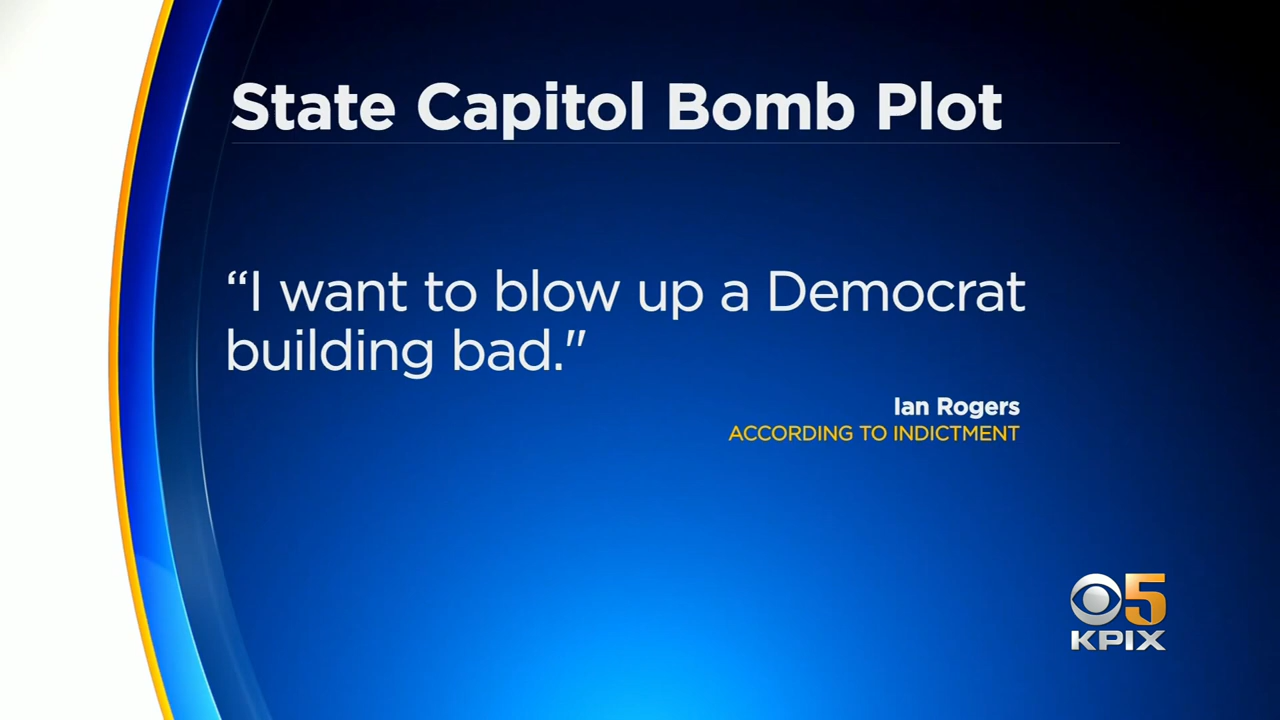 State Capitol Bomb Plot
“I want to blow up a Democrat
building bad."
Ian Rogers
ACCORDING TO INDICTMENT
5
KPIX